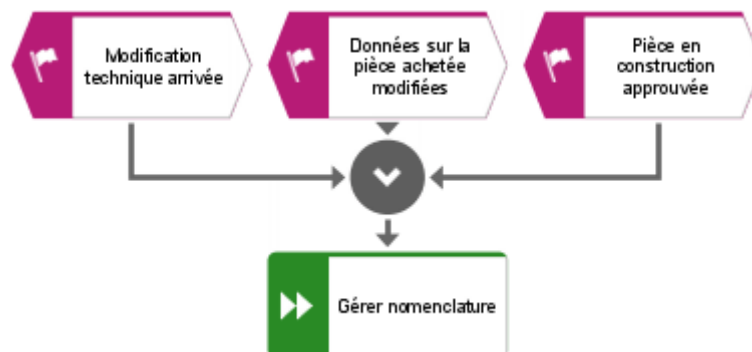 Modification
technique arrivée
Données sur la
pièce achetée
modifiées
Pièce en
construction
approuvée
Gérer nomenclature